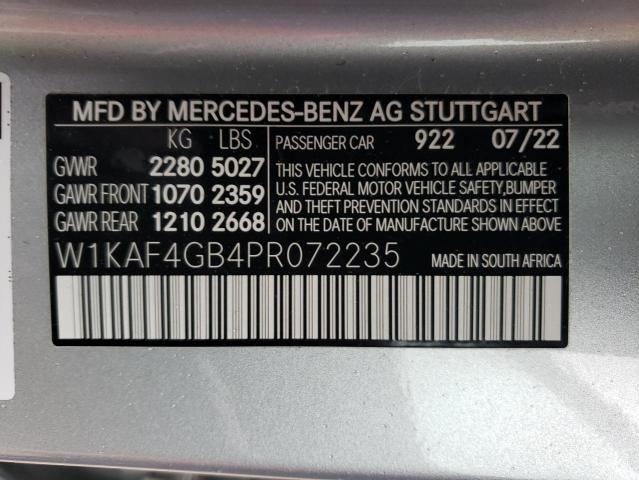 MFD BY MERCEDES-BENZ AG STUTTGART
KG LBS PASSENGER CAR 922 07/22
GVWR 2280 5027
GAWR FRONT 1070 2359
GAWR REAR 1210 2668
THIS VEHICLE CONFORMS TO ALL APPLICABLE
U.S. FEDERAL MOTOR VEHICLE SAFETY,BUMPER
AND THEFT PREVENTION STANDARDS IN EFFECT
ON THE DATE OF MANUFACTURE SHOWN ABOVE.
W1KAF4GB4PR072235 MADE IN SOUTH AFRICA